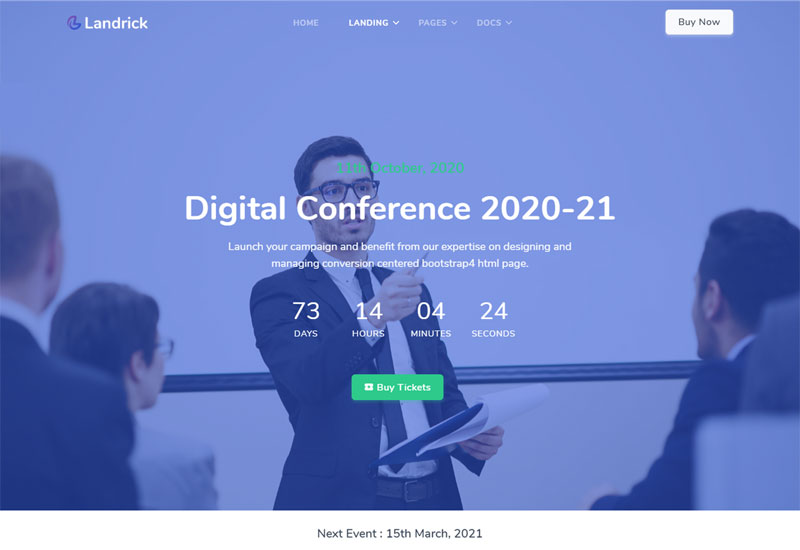 Landrick
HOME LANDING PAGES DOCS
Buy Now
11th October, 2020
Digital Conference 2020-21
Launch your campaign and benefit from our expertise on designing and
managing conversion centered bootstrap4 html page.
73 14 04 24
DAYS HOURS MINUTES SECONDS
Buy Tickets
Next Event : 15th March, 2021